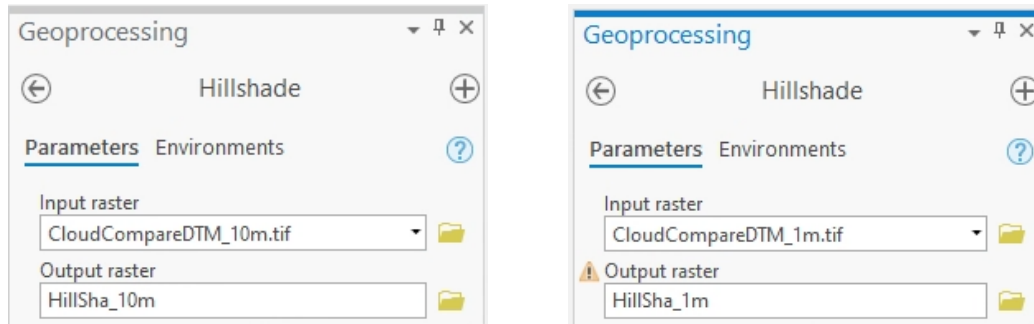 Geoprocessing
Hillshade
Parameters Environments
Input raster
CloudCompareDTM_10m.tif
Output raster
HillSha_10m
Geoprocessing
Hillshade
Parameters Environments
Input raster
CloudCompareDTM_1m.tif
Output raster
HillSha_1m